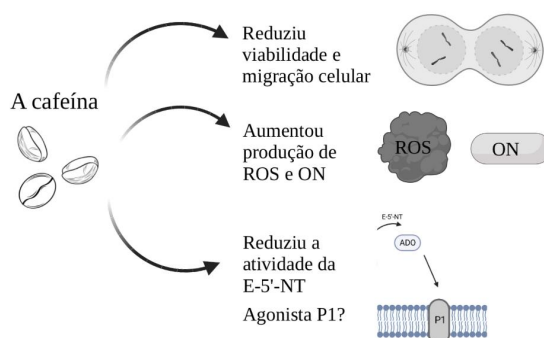 Reduziu
viabilidade e
migração celular
A cafeína
Aumentou
produção de
ROS e ON
ROS
ON
Reduziu a
atividade da
E-5'-NT
Agonista P1?
E-5'-NT
ADO
P1